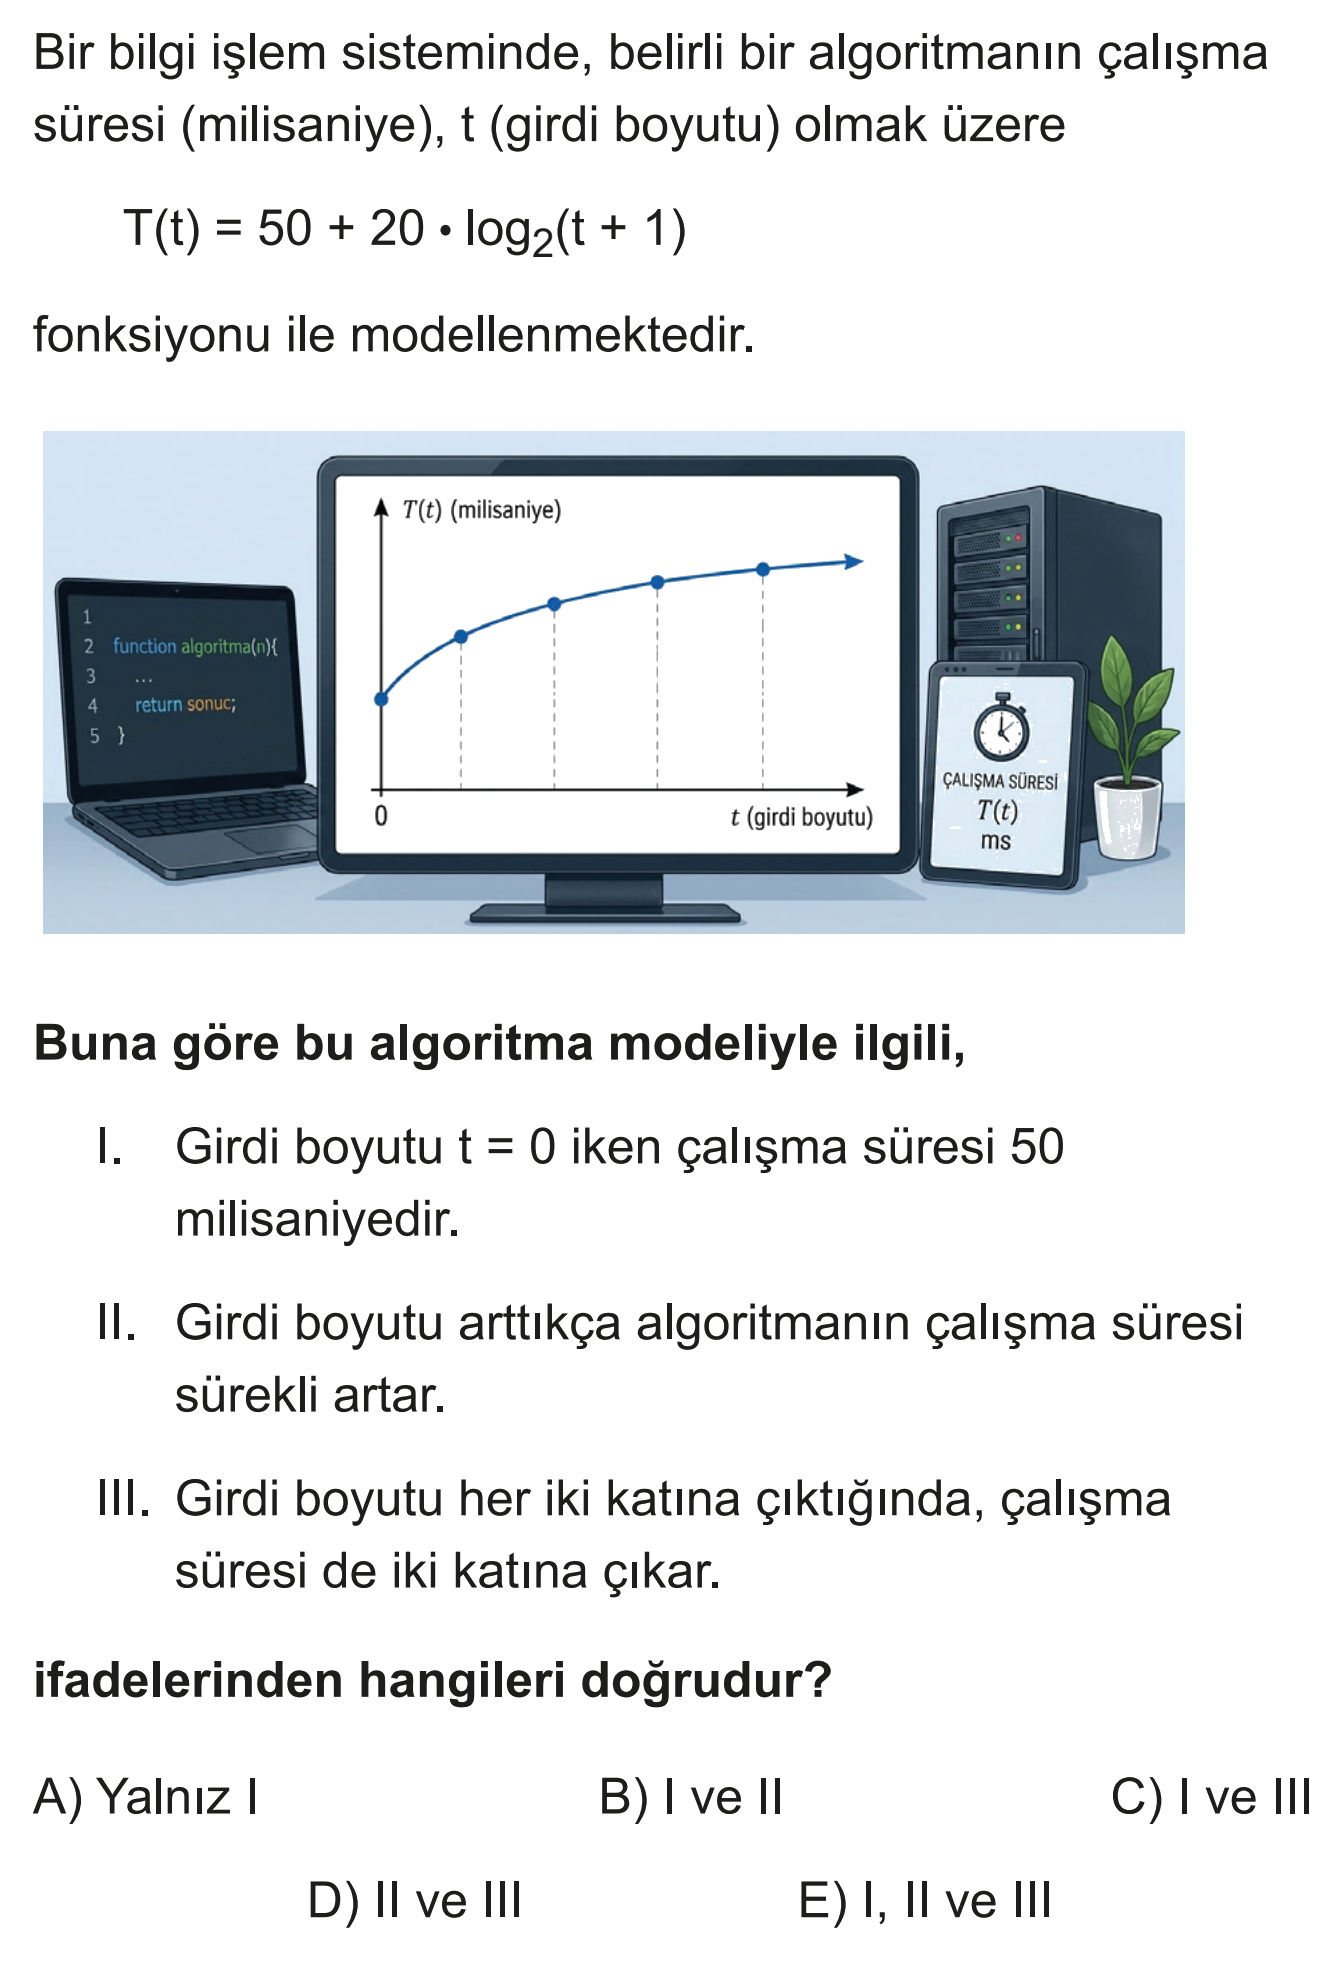 Bir bilgi işlem sisteminde, belirli bir algoritmanın çalışma
süresi (milisaniye), t (girdi boyutu) olmak üzere
T(t) = 50 + 20 • log₂(t + 1)
fonksiyonu ile modellenmektedir.
1
2 function algoritma(n){
3 ...
4 return sonuc;
5 }
T(t) (milisaniye)
0
t (girdi boyutu)
ÇALIŞMA SÜRESİ
T(t)
ms
Buna göre bu algoritma modeliyle ilgili,
I. Girdi boyutu t = 0 iken çalışma süresi 50
milisaniyedir.
II. Girdi boyutu arttıkça algoritmanın çalışma süresi
sürekli artar.
III. Girdi boyutu her iki katına çıktığında, çalışma
süresi de iki katına çıkar.
ifadelerinden hangileri doğrudur?
A) Yalnız I B) I ve II C) I ve III
D) II ve III E) I, II ve III